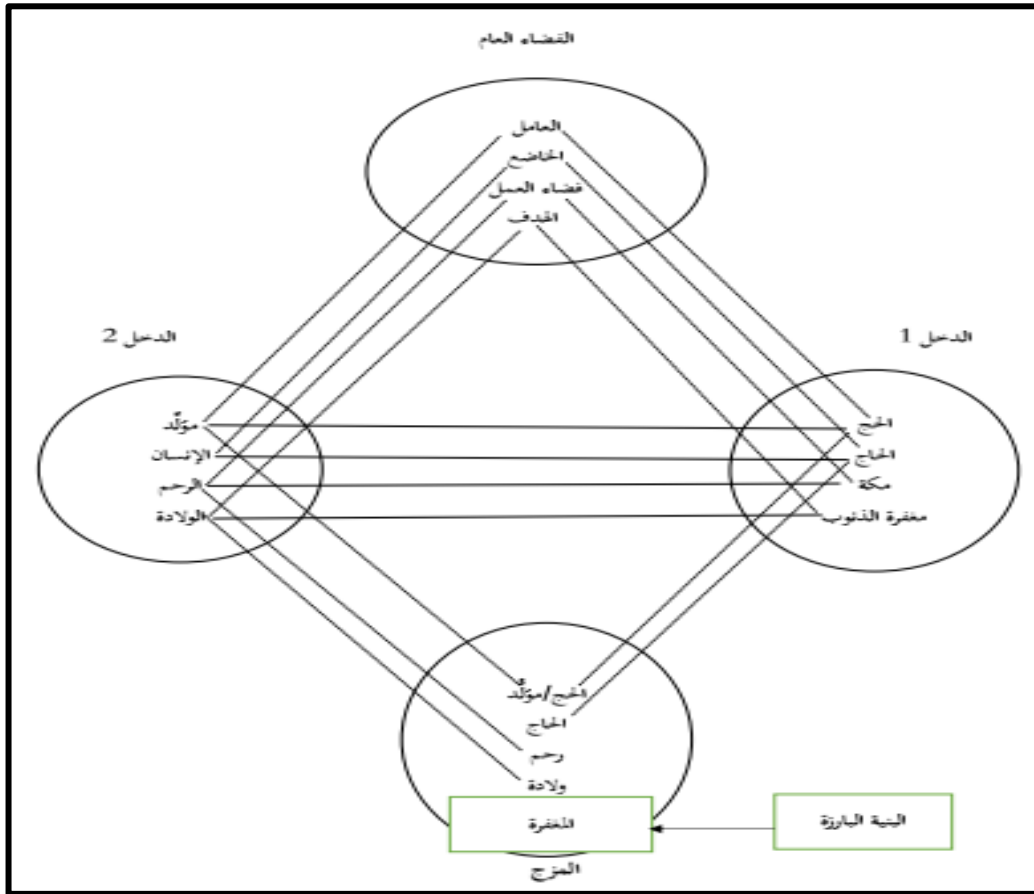 الفضاء العام
العامل
الخاضع
فضاء العمل
الهدف
الدخل 1
الدخل 2
الحج
الحاج
مكة
مغفرة الذنوب
مولّد
الإنسان
الرحم
الولادة
الحج/مولّد
الحاج
رحم
ولادة
المغفرة
البنية البارزة
المزج